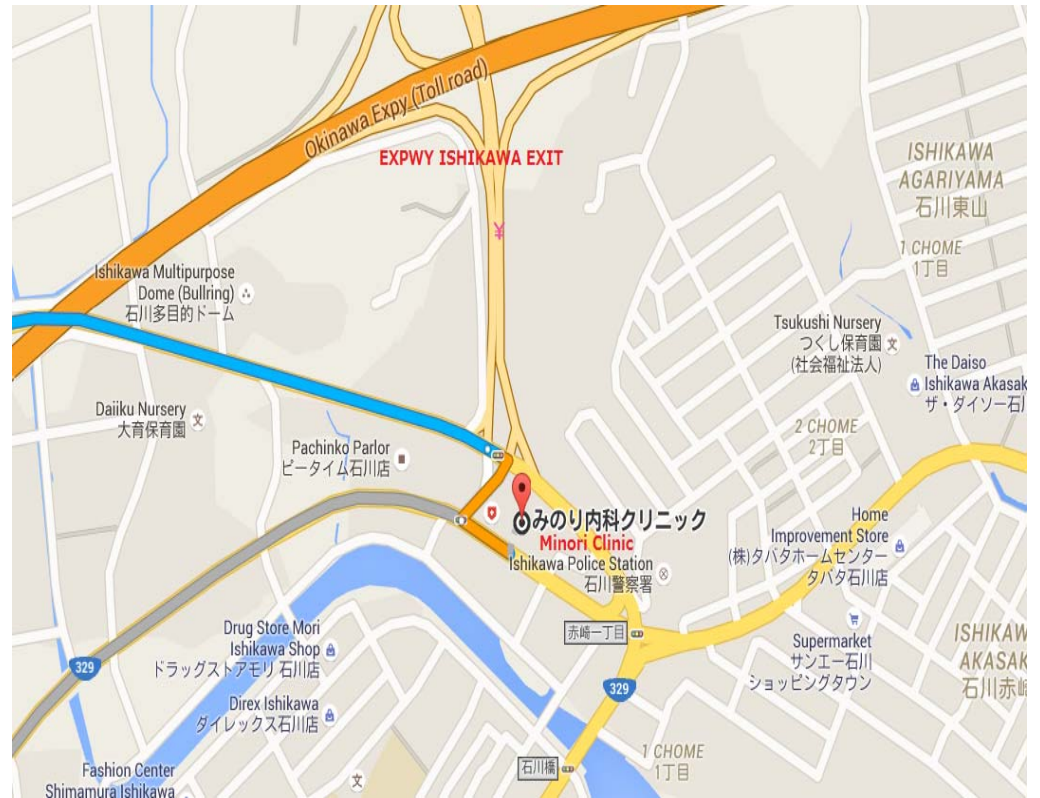 Okinawa Expy (Toll road)
EXPWY ISHIKAWA EXIT
¥
ISHIKAWA
AGARIYAMA
石川東山
1 CHOME
1丁目
Ishikawa Multipurpose
Dome (Bullring)
石川多目的ドーム
Tsukushi Nursery
つくし保育園
(社会福祉法人)
文
The Daiso
Ishikawa Akasak
ザ・ダイソー石川
Daiiku Nursery
大育保育園
文
2 CHOME
2丁目
Pachinko Parlor
ピータイム石川店
みのり内科クリニック
Minori Clinic
Ishikawa Police Station
石川警察署
Home
Improvement Store
(株)タバタホームセンター
タバタ石川店
赤崎一丁目
Drug Store Mori
Ishikawa Shop
ドラッグストアモリ 石川店
329
Supermarket
サンエー石川
ショッピングタウン
ISHIKAW
AKASAK
石川赤崎
329
Direx Ishikawa
ダイレックス石川店
1 CHOME
1丁目
石川橋
Fashion Center
Shimamura Ishikawa
文